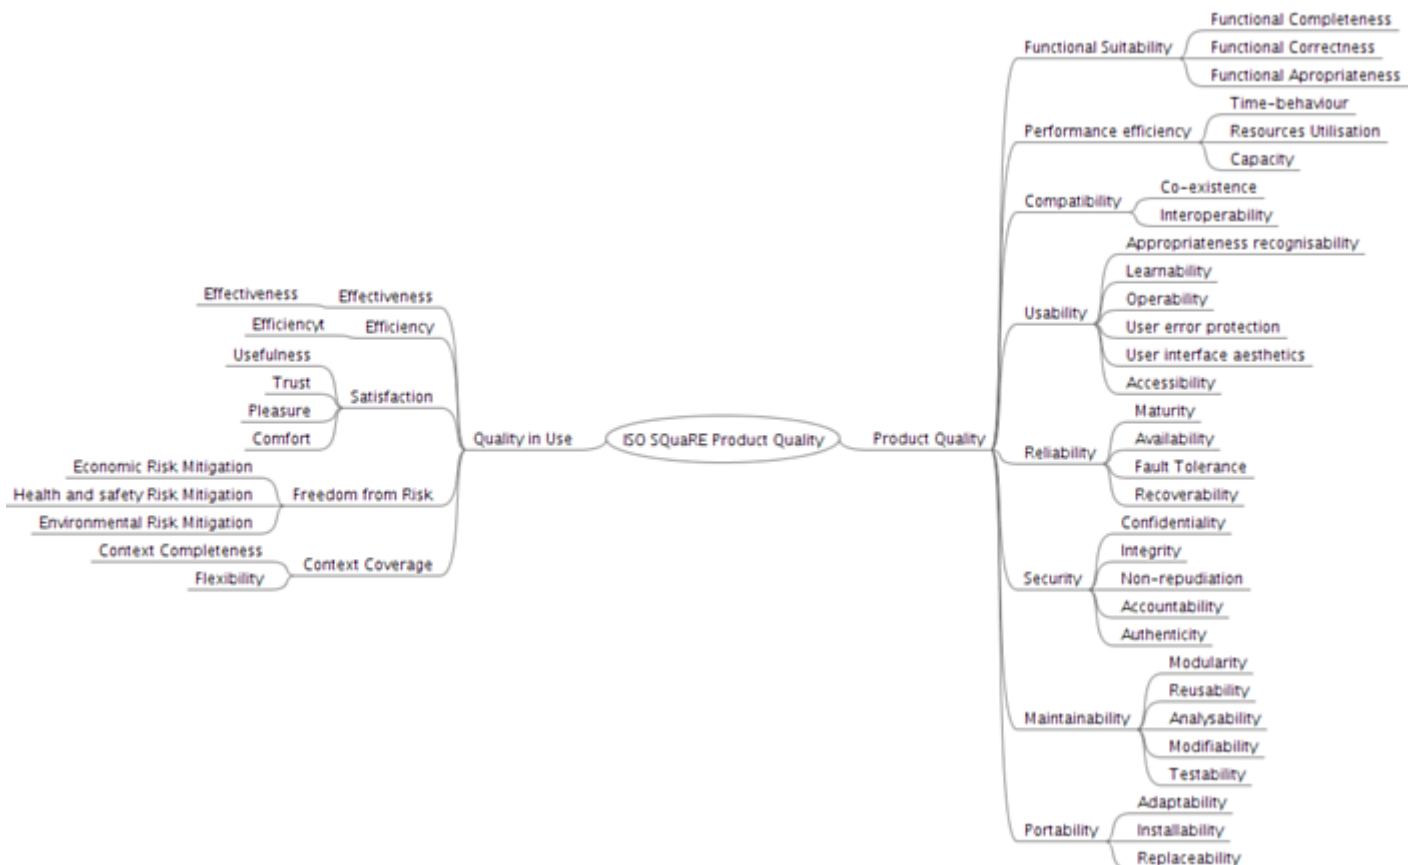 ISO SQuaRE Product Quality
Quality in Use
Effectiveness
Effectiveness
Efficiency
Efficiencyt
Satisfaction
Usefulness
Trust
Pleasure
Comfort
Freedom from Risk
Economic Risk Mitigation
Health and safety Risk Mitigation
Environmental Risk Mitigation
Context Coverage
Context Completeness
Flexibility
Product Quality
Functional Suitability
Functional Completeness
Functional Correctness
Functional Apropriateness
Performance efficiency
Time-behaviour
Resources Utilisation
Capacity
Compatibility
Co-existence
Interoperability
Usability
Appropriateness recognisability
Learnability
Operability
User error protection
User interface aesthetics
Accessibility
Reliability
Maturity
Availability
Fault Tolerance
Recoverability
Security
Confidentiality
Integrity
Non-repudiation
Accountability
Authenticity
Maintainability
Modularity
Reusability
Analysability
Modifiability
Testability
Portability
Adaptability
Installability
Replaceability